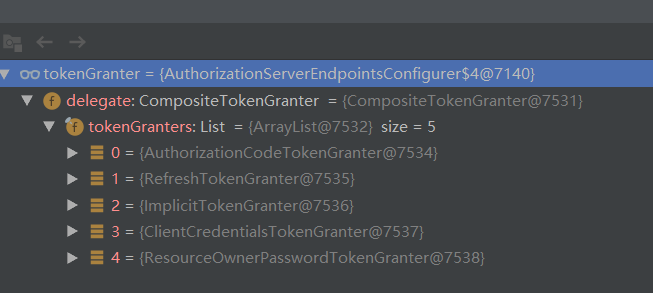 tokenGranter = {AuthorizationServerEndpointsConfigurer$4@7140}
f delegate: CompositeTokenGranter = {CompositeTokenGranter@7531}
f tokenGranters: List = {ArrayList@7532} size = 5
0 = {AuthorizationCodeTokenGranter@7534}
1 = {RefreshTokenGranter@7535}
2 = {ImplicitTokenGranter@7536}
3 = {ClientCredentialsTokenGranter@7537}
4 = {ResourceOwnerPasswordTokenGranter@7538}